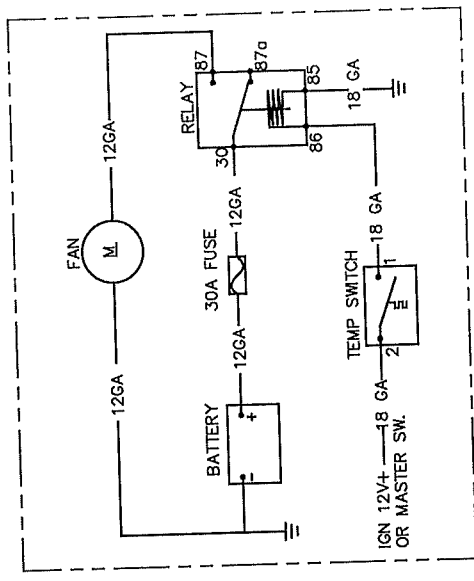 FAN
M
12GA
12GA
RELAY
87
87a
30
85
86
18 GA
12GA
30A FUSE
12GA
BATTERY
-
+
18 GA
TEMP SWITCH
1
2
IGN 12V+
18 GA
OR MASTER SW.